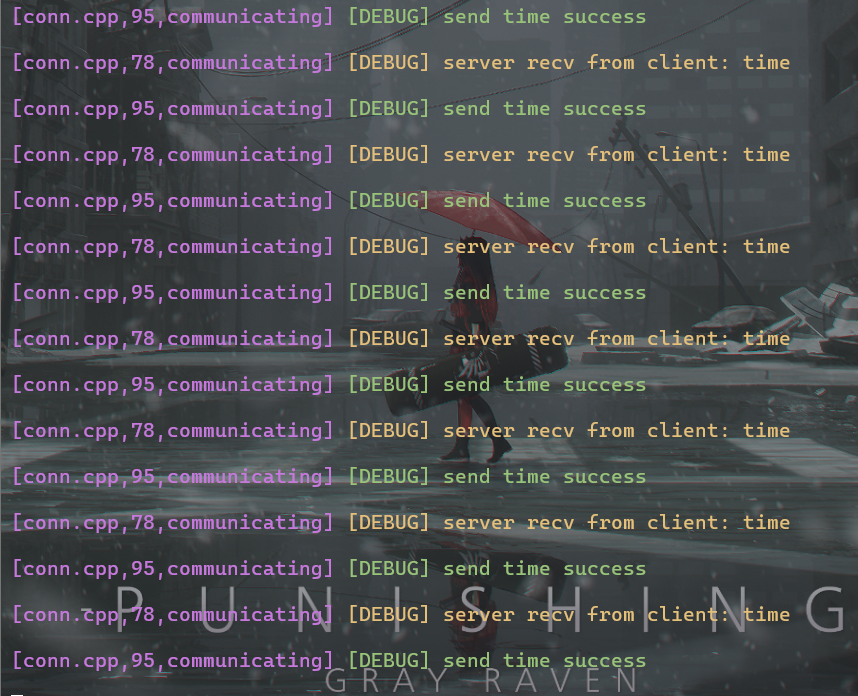 [conn.cpp,95,communicating] [DEBUG] send time success
[conn.cpp,78,communicating] [DEBUG] server recv from client: time
[conn.cpp,95,communicating] [DEBUG] send time success
[conn.cpp,78,communicating] [DEBUG] server recv from client: time
[conn.cpp,95,communicating] [DEBUG] send time success
[conn.cpp,78,communicating] [DEBUG] server recv from client: time
[conn.cpp,95,communicating] [DEBUG] send time success
[conn.cpp,78,communicating] [DEBUG] server recv from client: time
[conn.cpp,95,communicating] [DEBUG] send time success
[conn.cpp,78,communicating] [DEBUG] server recv from client: time
[conn.cpp,95,communicating] [DEBUG] send time success
[conn.cpp,78,communicating] [DEBUG] server recv from client: time
[conn.cpp,95,communicating] [DEBUG] send time success
[conn.cpp,78,communicating] [DEBUG] server recv from client: time
-PUNISHING
[conn.cpp,95,communicating] [DEBUG] send time success
GRAY RAVEN